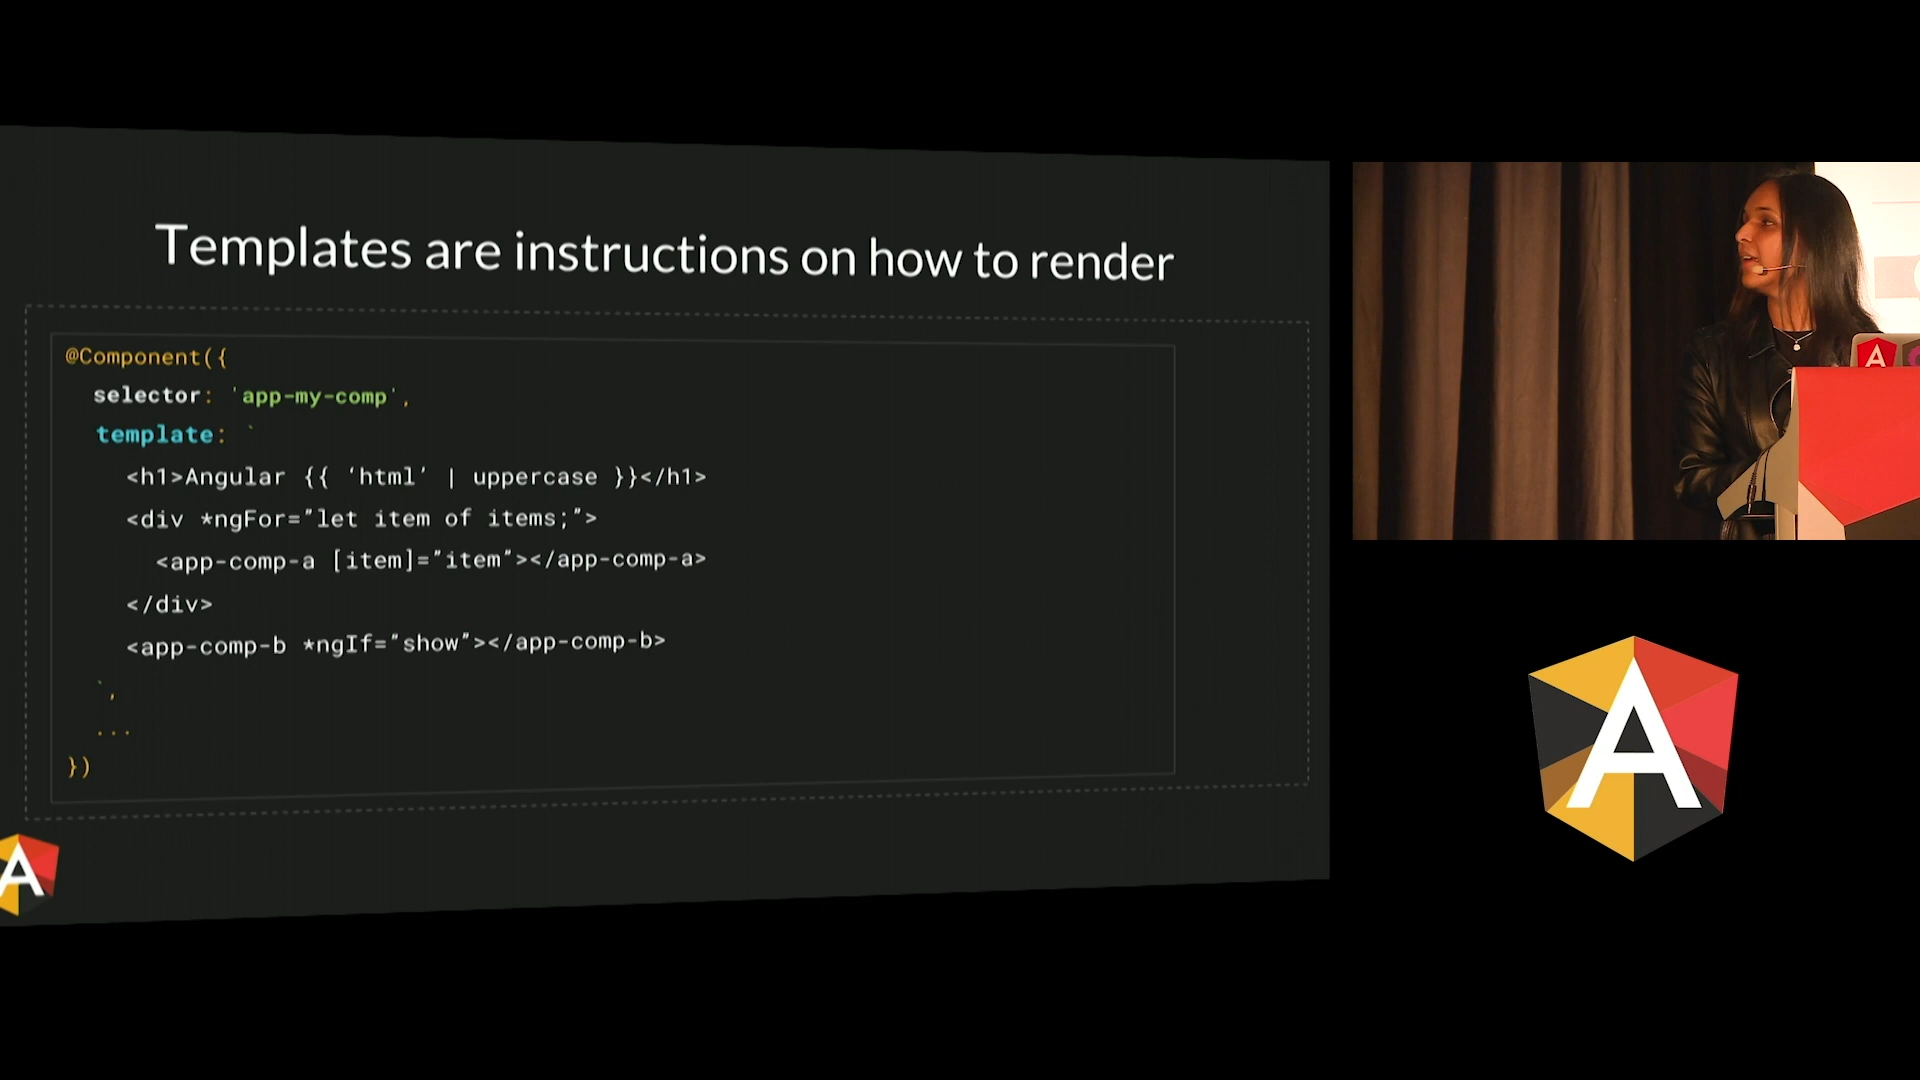 Templates are instructions on how to render
@Component({
selector: 'app-my-comp',
template: `
<h1>Angular {{ ‘html’ | uppercase }}</h1>
<div *ngFor=”let item of items;”>
<app-comp-a [item]=”item”></app-comp-a>
</div>
<app-comp-b *ngIf=”show”></app-comp-b>
`,
...
})
A
A
A